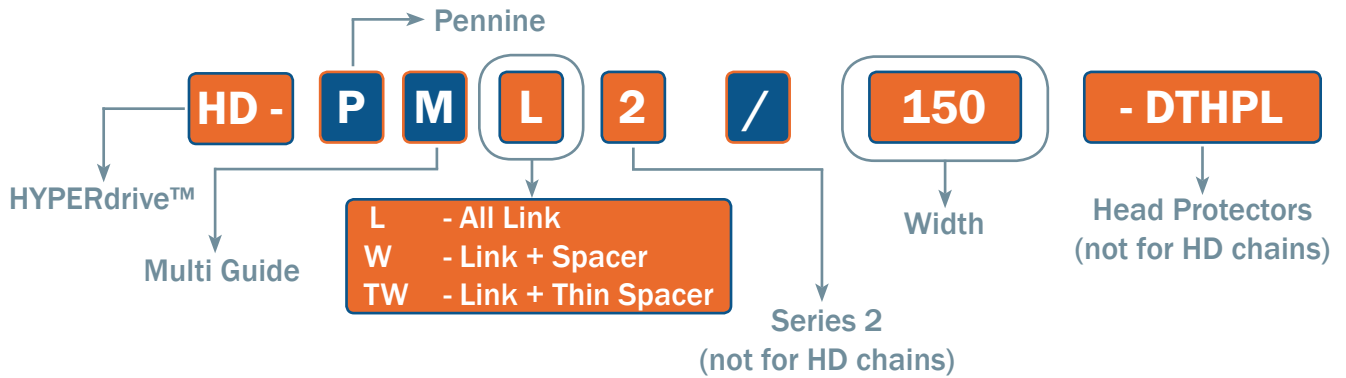 Pennine
HD - P M L 2 / 150 - DTHPL
HYPERdrive™
Multi Guide
L - All Link
W - Link + Spacer
TW - Link + Thin Spacer
Series 2
(not for HD chains)
Width
Head Protectors
(not for HD chains)